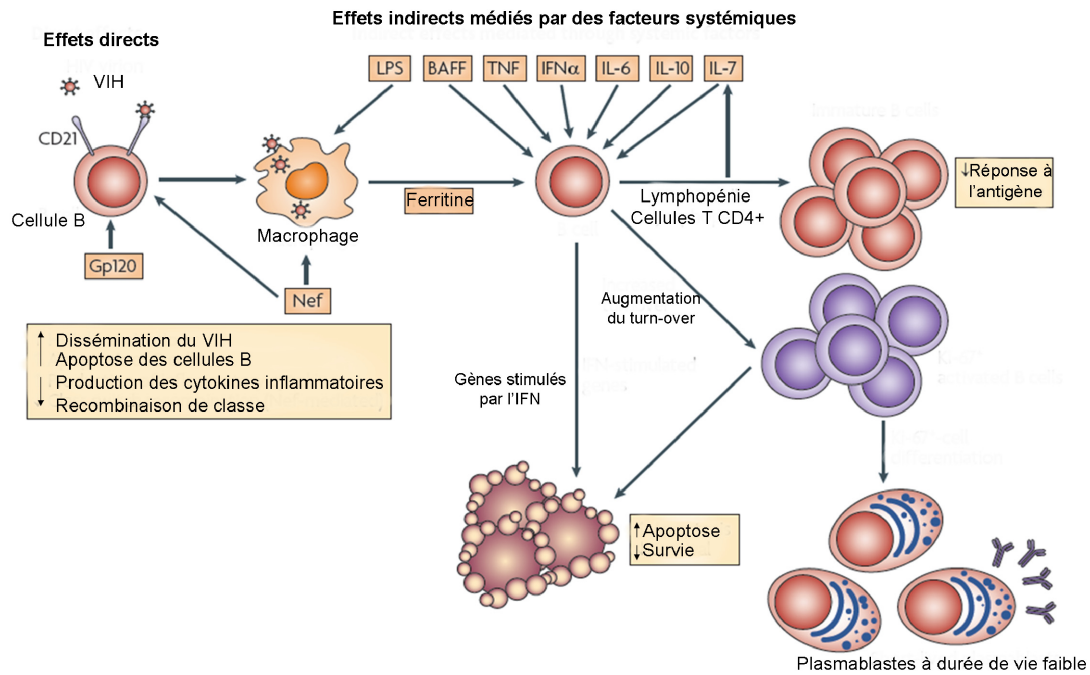 Effets indirects médiés par des facteurs systémiques
Effets directs
VIH
CD21
Cellule B
Gp120
LPS
BAFF
TNF
IFNα
IL-6
IL-10
IL-7
Macrophage
Nef
Ferritine
Lymphopénie
Cellules T CD4+
↓Réponse à
l'antigène
Augmentation
du turn-over
↑ Dissémination du VIH
Apoptose des cellules B
↓ Production des cytokines inflammatoires
Recombinaison de classe
Gènes stimulés
par l'IFN
↑Apoptose
↓Survie
Plasmablastes à durée de vie faible